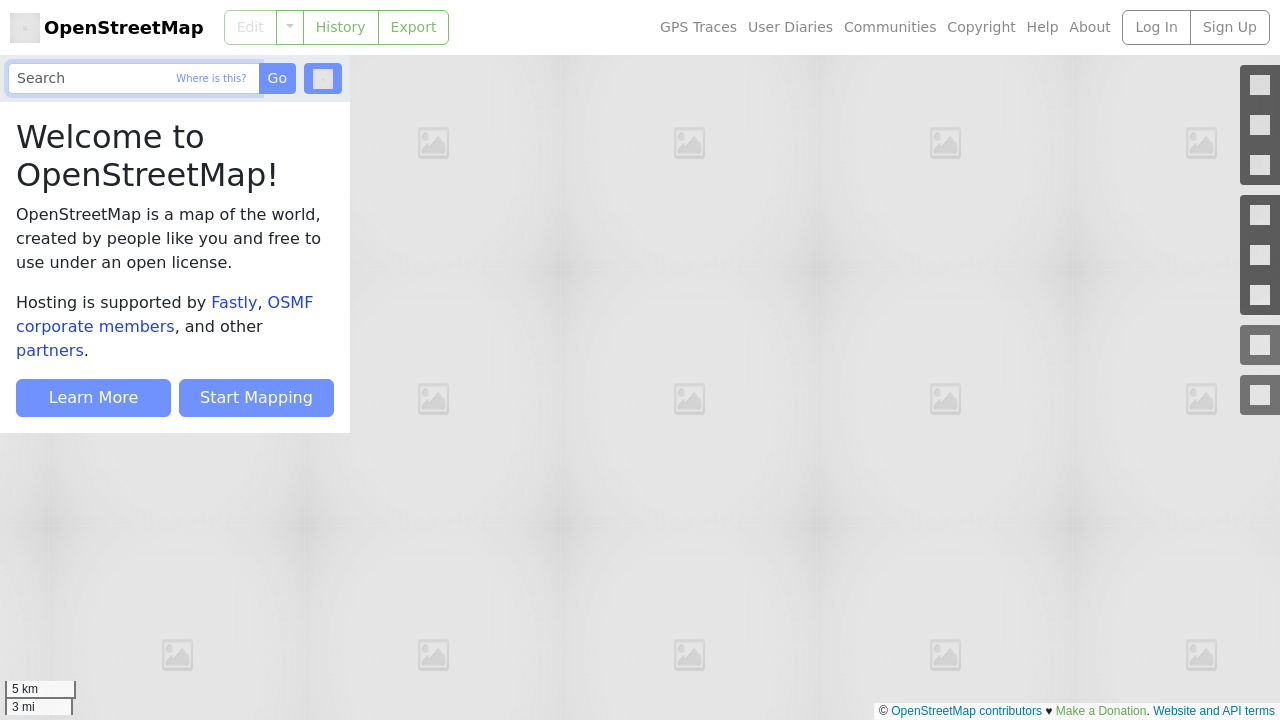 OpenStreetMap Edit History Export GPS Traces User Diaries Communities Copyright Help About Log In Sign Up
Search Where is this? Go
Welcome to
OpenStreetMap!
OpenStreetMap is a map of the world,
created by people like you and free to
use under an open license.
Hosting is supported by Fastly, OSMF
corporate members, and other
partners.
Learn More Start Mapping
5 km
3 mi
© OpenStreetMap contributors ♥ Make a Donation. Website and API terms